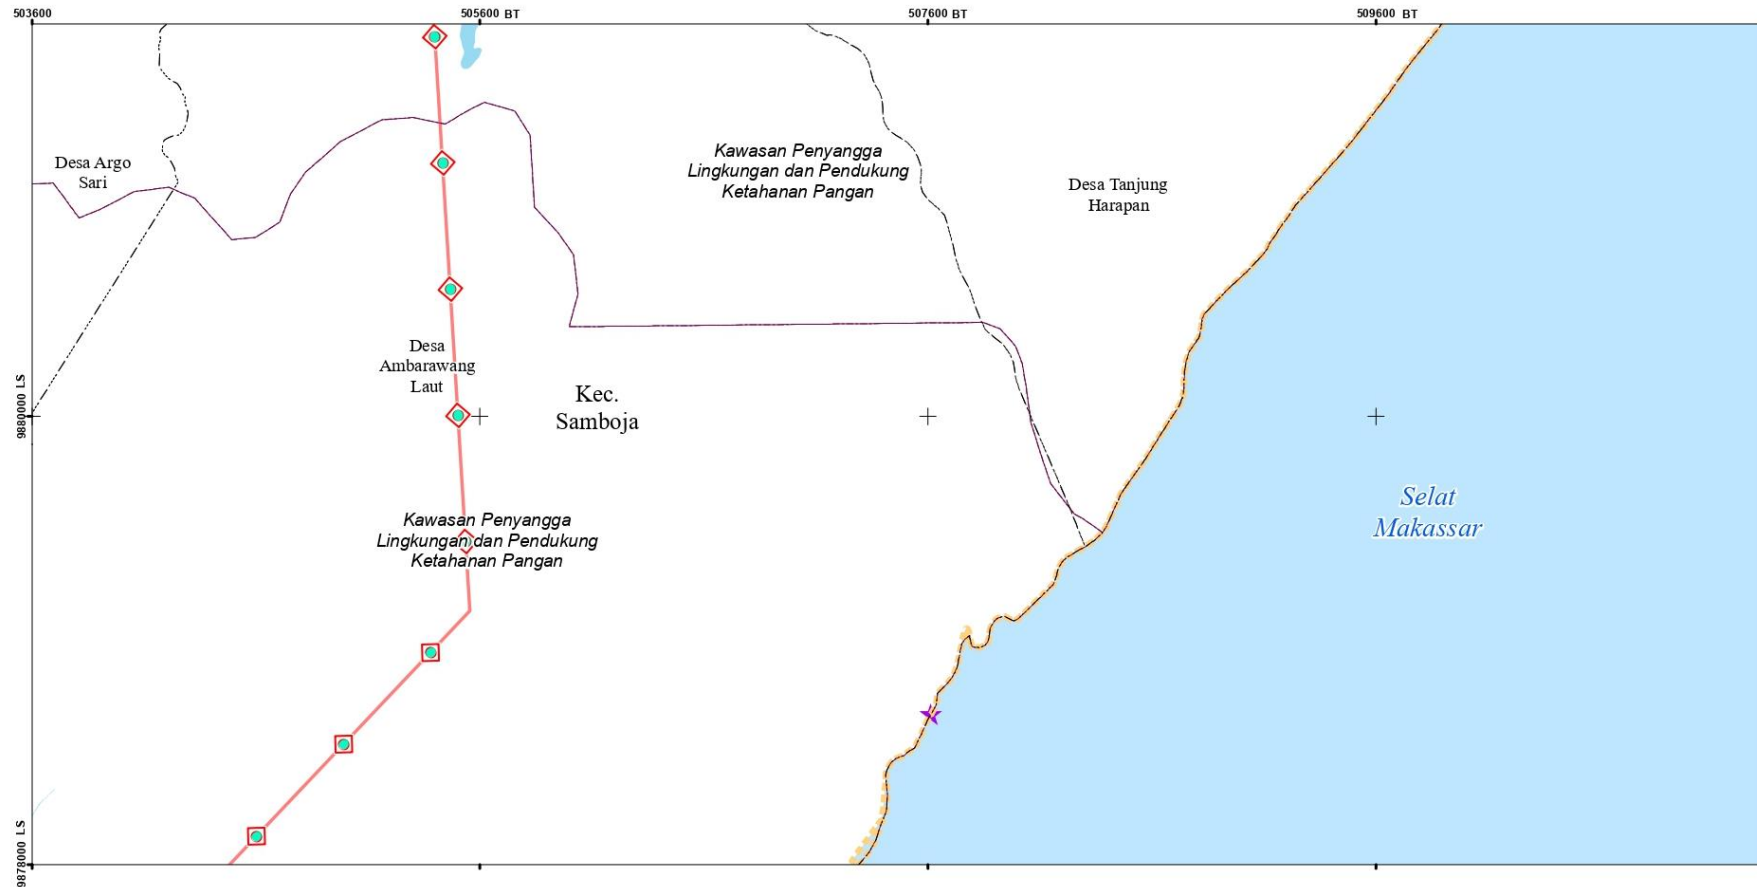 503600
505600 BT
507600 BT
509600 BT
Desa Argo
Sari
Kawasan Penyangga
Lingkungan dan Pendukung
Ketahanan Pangan
Desa Tanjung
Harapan
Desa
Ambarawang
Laut
Kec.
Samboja
9880000 LS
Selat
Makassar
Kawasan Penyangga
Lingkungan dan Pendukung
Ketahanan Pangan
9878000 LS